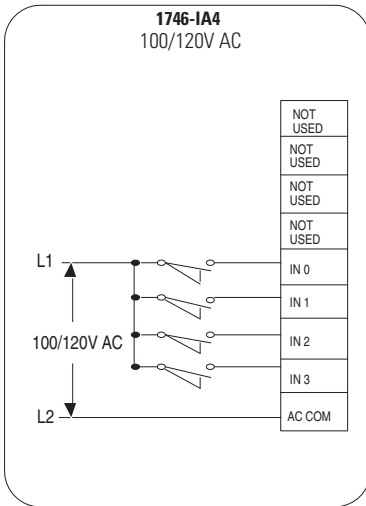 1746-IA4
100/120V AC
NOT
USED
NOT
USED
NOT
USED
NOT
USED
L1
IN 0
IN 1
100/120V AC
IN 2
IN 3
L2
AC COM